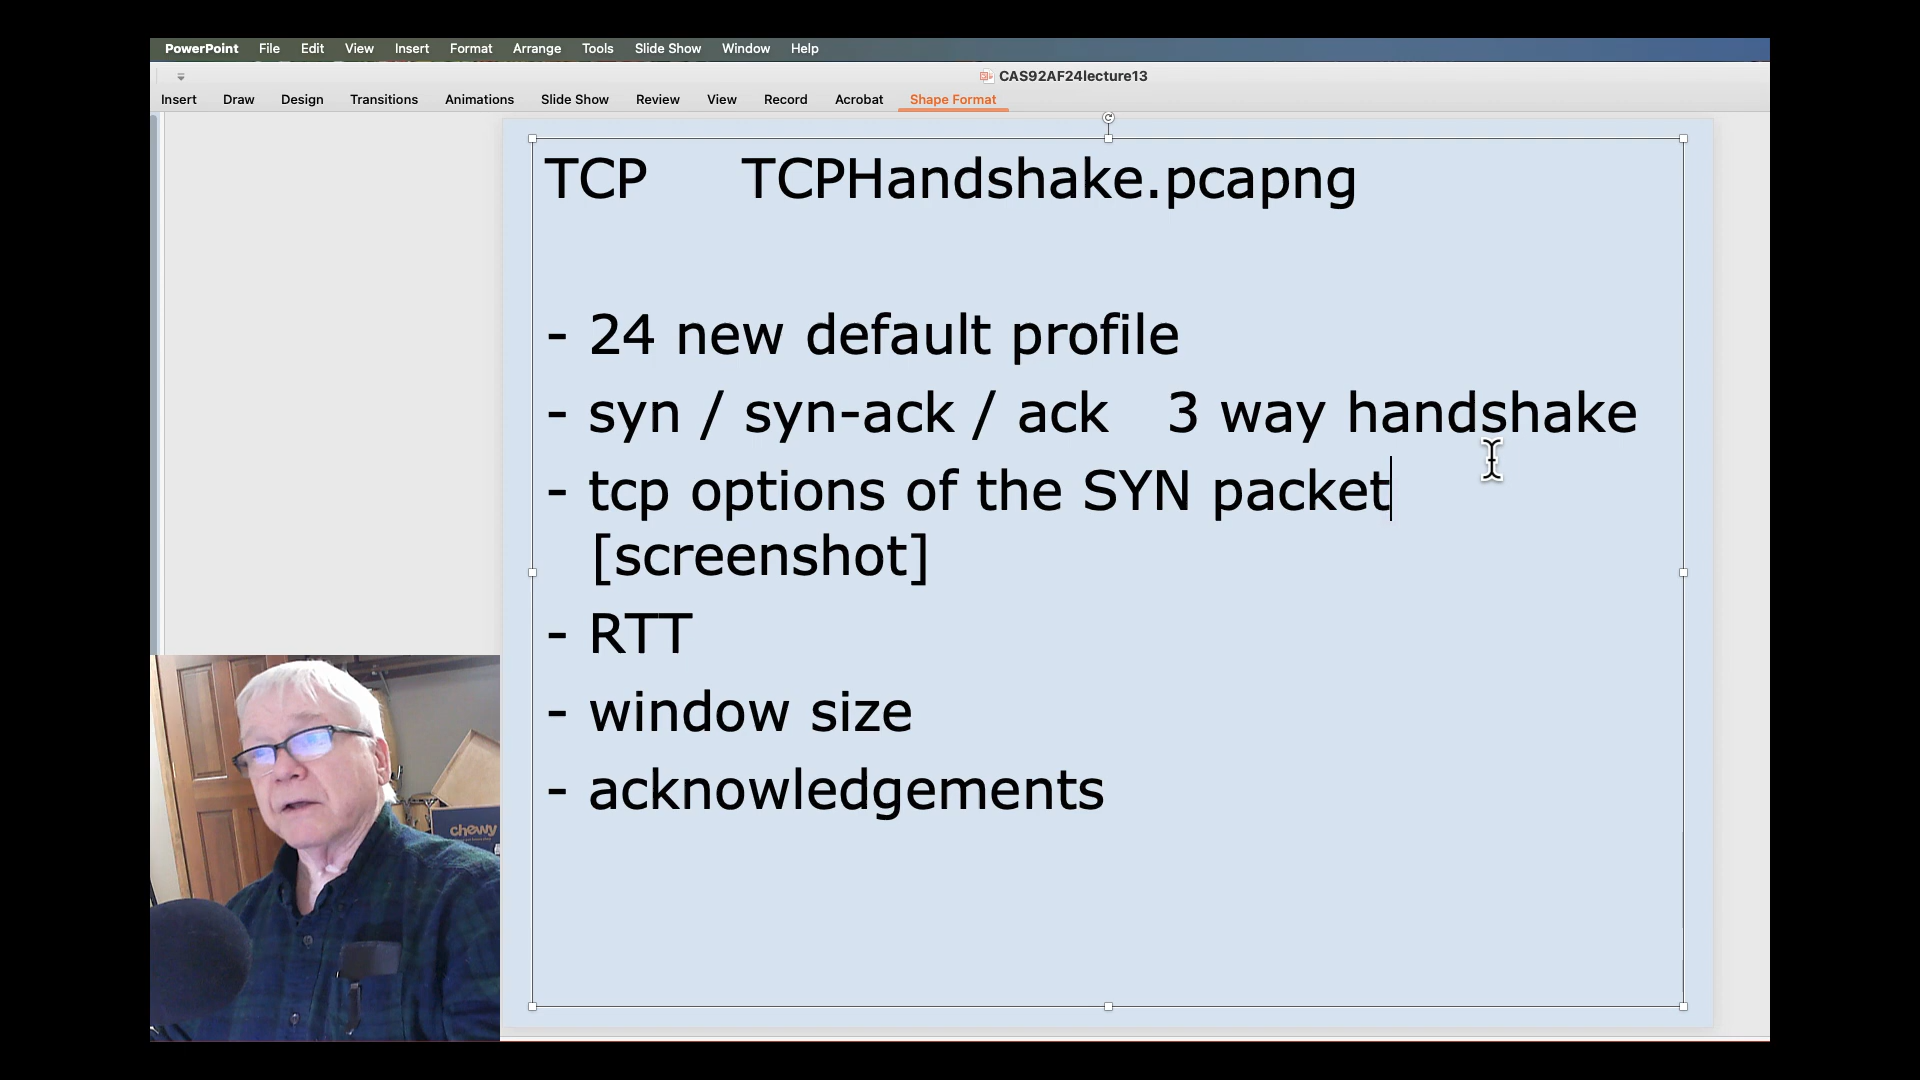 PowerPoint File Edit View Insert Format Arrange Tools Slide Show Window Help
CAS92AF24lecture13
Insert Draw Design Transitions Animations Slide Show Review View Record Acrobat Shape Format
TCP TCPHandshake.pcapng
- 24 new default profile
- syn / syn-ack / ack 3 way handshake
- tcp options of the SYN packet
[screenshot]
- RTT
- window size
- acknowledgements
chewy